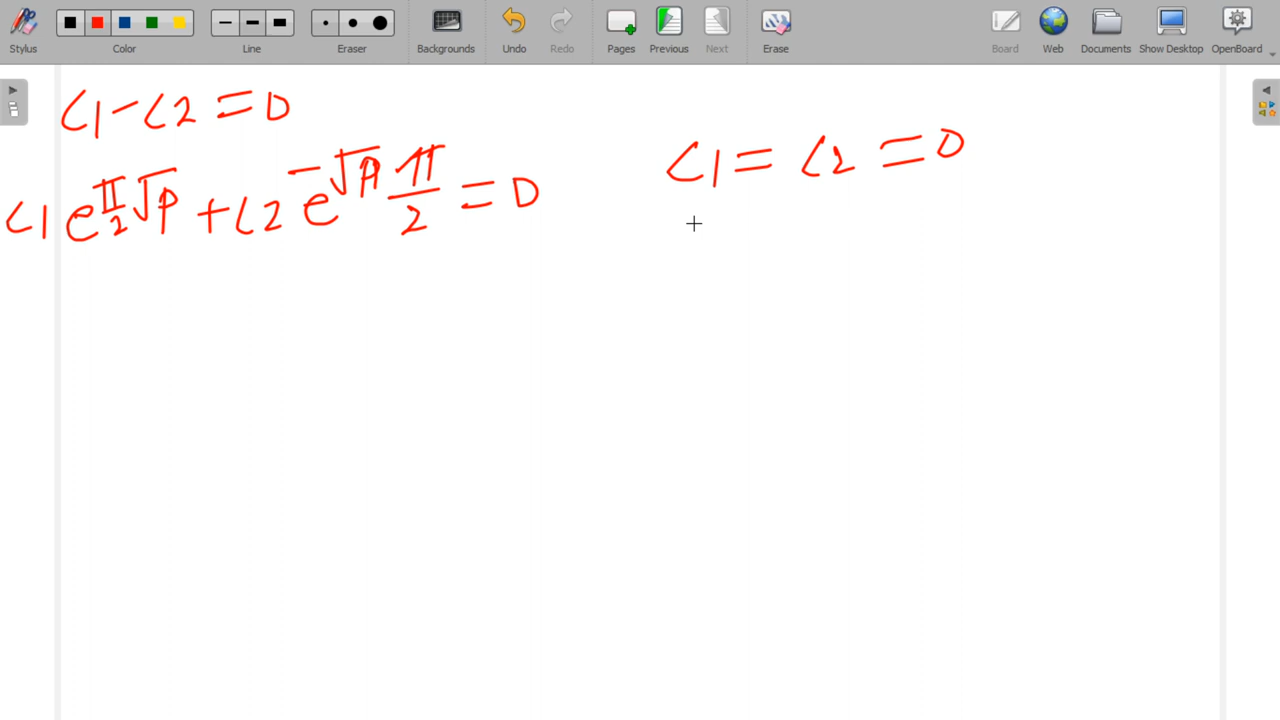 Stylus Color Line Eraser Backgrounds Undo Redo Pages Previous Next Erase Board Web Documents Show Desktop OpenBoard
C1 - C2 = 0
C1 e^{π/2 √p} + C2 e^{-√p π/2} = 0
C1 = C2 = 0